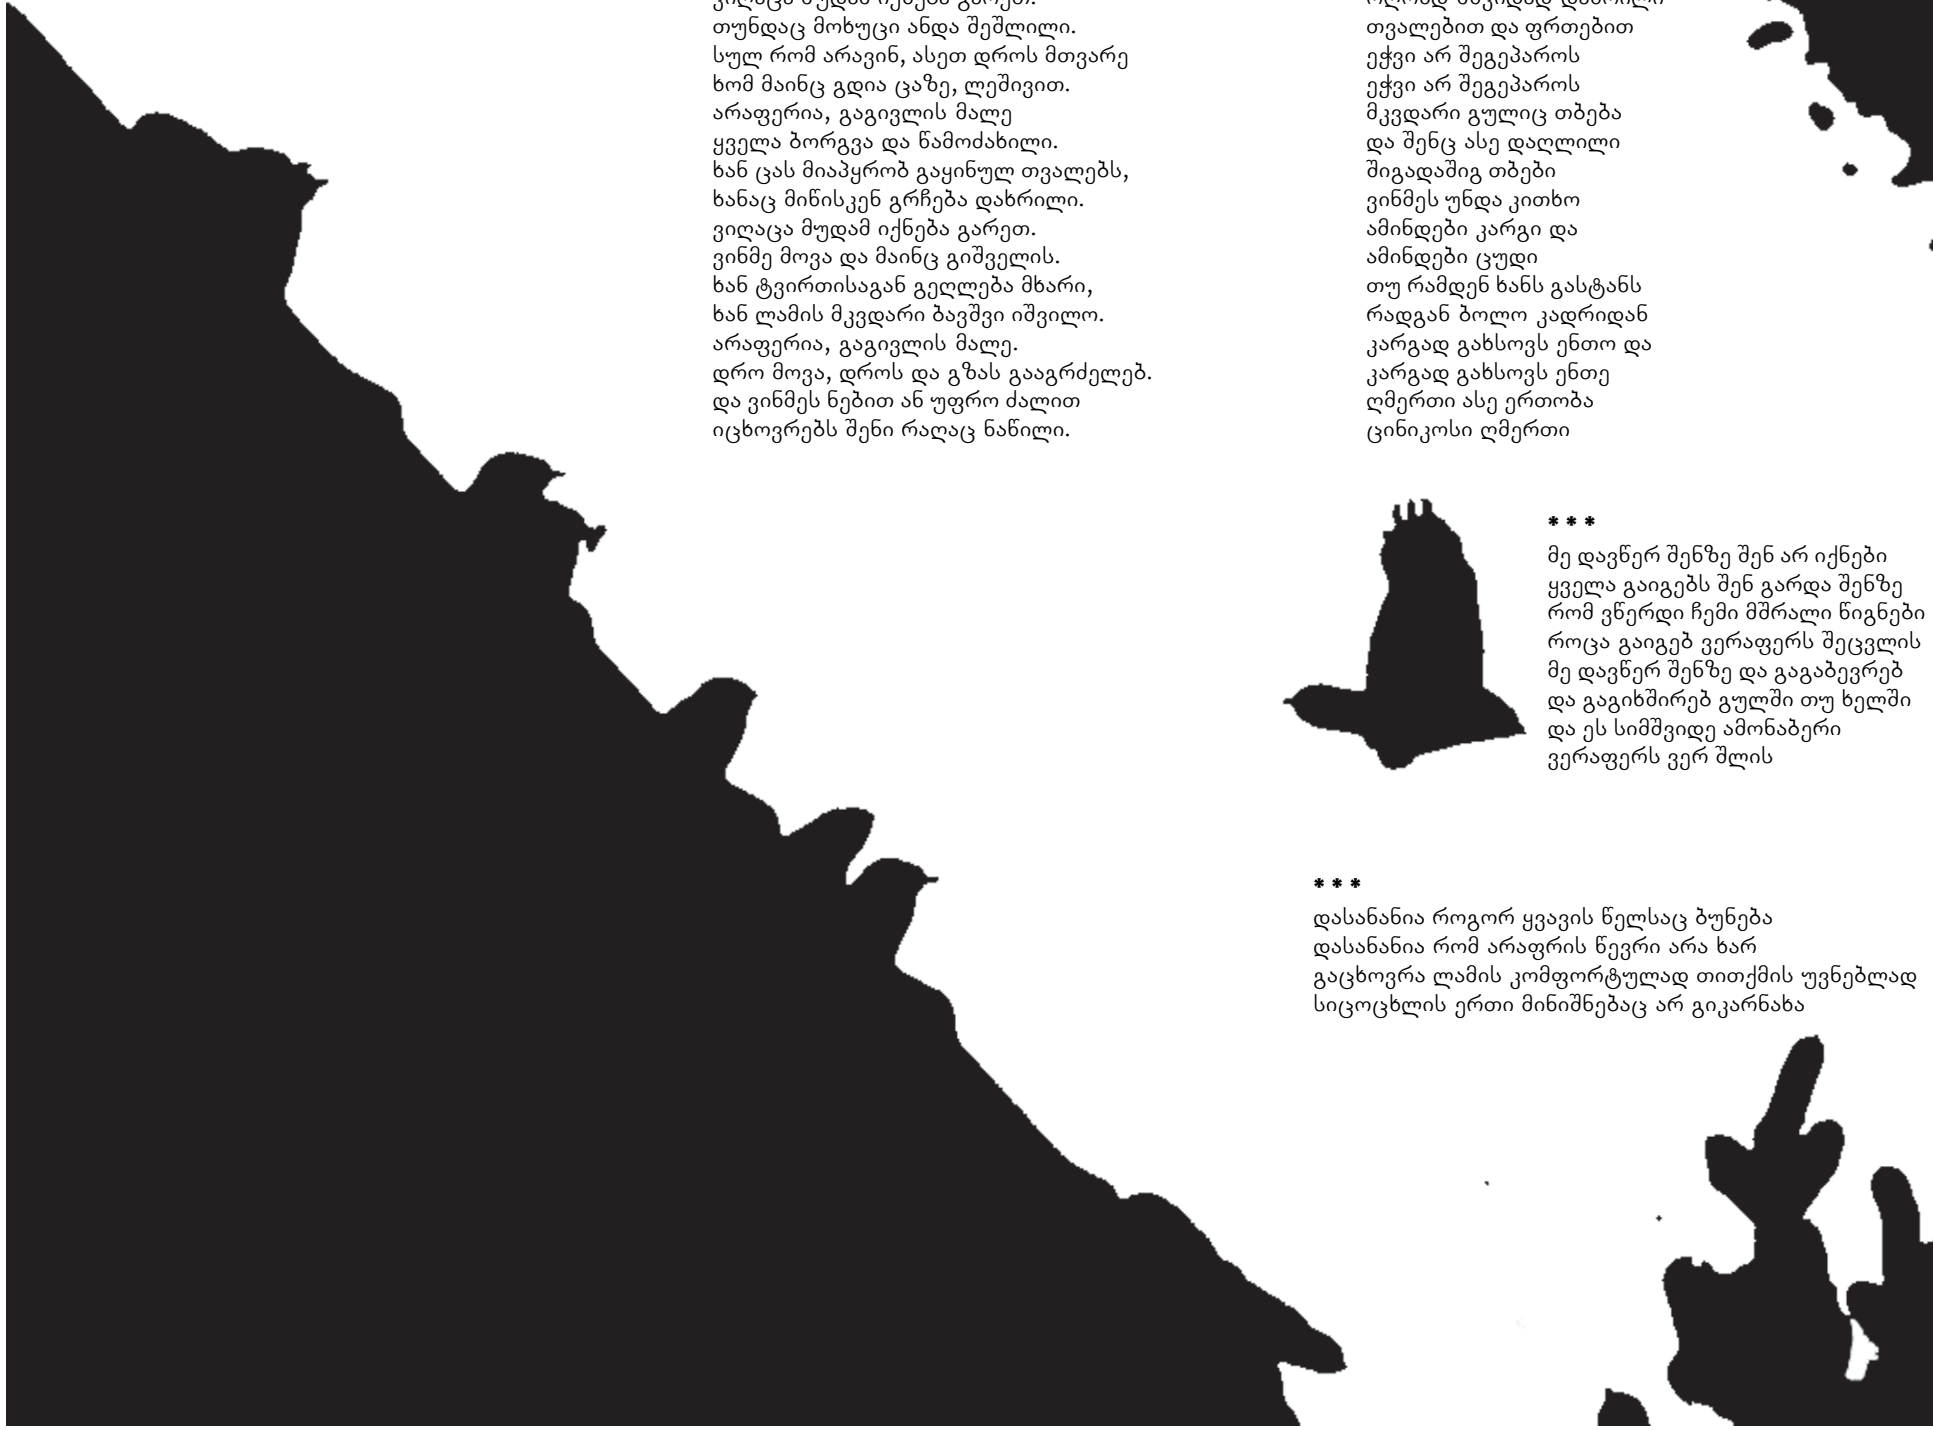 ვიღაცა მუდამ იქნება გარეთ.
თუნდაც მოხუცი ანდა შეშლილი.
სულ რომ არავინ, ასეთ დროს მთვარე
ხომ მაინც გდია ცაზე, ლეშივით.
არაფერია, გაგივლის მალე
ყველა ბორგვა და წამოძახილი.
ხან ცას მიაპყრობ გაყინულ თვალებს,
ხანაც მიწისკენ გრჩება დახრილი.
ვიღაცა მუდამ იქნება გარეთ.
ვინმე მოვა და მაინც გიშველის.
ხან ტვირთისაგან გეღლება მხარი,
ხან ლამის მკვდარი ბავშვი იშვილო.
არაფერია, გაგივლის მალე.
დრო მოვა, დროს და გზას გააგრძელებ.
და ვინმეს ნებით ან უფრო ძალით
იცხოვრებს შენი რაღაც ნაწილი.
თვალებით და ფრთებით
ეჭვი არ შეგეპაროს
ეჭვი არ შეგეპაროს
მკვდარი გულიც თბება
და შენც ასე დაღლილი
შიგადაშიგ თბები
ვინმეს უნდა კითხო
ამინდები კარგი და
ამინდები ცუდი
თუ რამდენ ხანს გასტანს
რადგან ბოლო კადრიდან
კარგად გახსოვს ენთო და
კარგად გახსოვს ენთე
ღმერთი ასე ერთობა
ცინიკოსი ღმერთი
* * *
მე დავწერ შენზე შენ არ იქნები
ყველა გაიგებს შენ გარდა შენზე
რომ ვწერდი ჩემი მშრალი წიგნები
როცა გაიგებ ვერაფერს შეცვლის
მე დავწერ შენზე და გაგაბევრებ
და გაგიხშირებ გულში თუ ხელში
და ეს სიმშვიდე ამონაბერი
ვერაფერს ვერ შლის
* * *
დასანანია როგორ ყვავის წელსაც ბუნება
დასანანია რომ არაფრის წევრი არა ხარ
გაცხოვრა ლამის კომფორტულად თითქმის უვნებლად
სიცოცხლის ერთი მინიშნებაც არ გიკარნახა